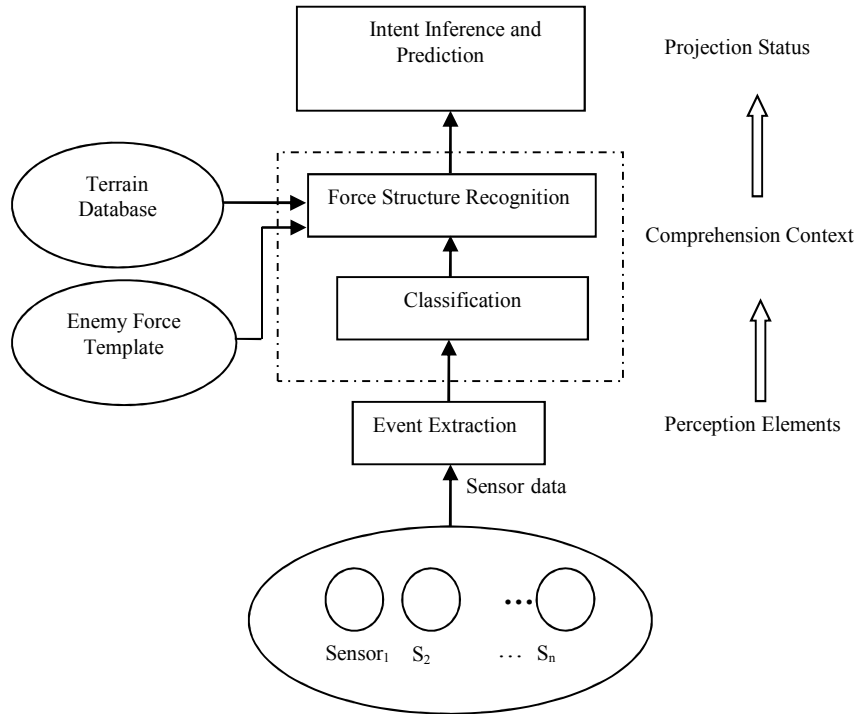 Intent Inference and
Prediction
Projection Status
Terrain
Database
Force Structure Recognition
Comprehension Context
Enemy Force
Template
Classification
Event Extraction
Perception Elements
Sensor data
Sensor₁ S₂ ... Sₙ